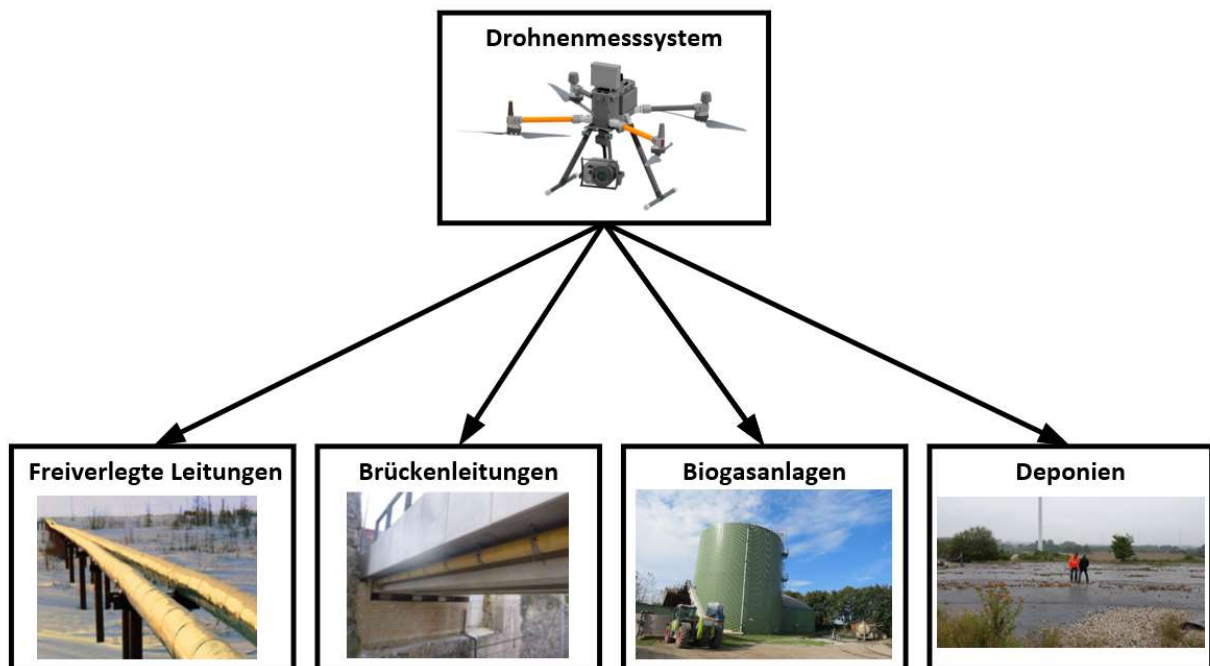 Drohnenmesssystem
Freiverlegte Leitungen
Brückenleitungen
Biogasanlagen
Deponien